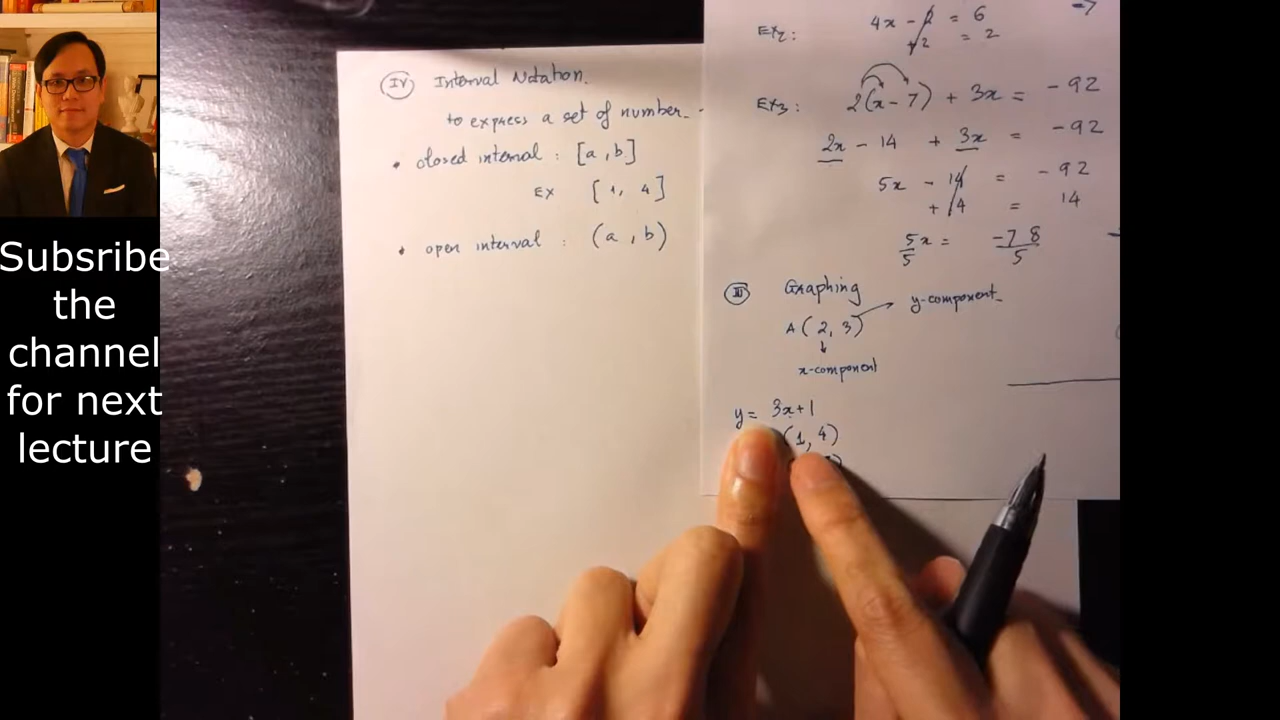 Subsribe
the
channel
for next
lecture
IV Interval Notation.
to express a set of number.
• closed interval : [a, b]
EX [1, 4]
• open interval : (a, b)
EX2: 4x - 2 = 6
+2 = 2
EX3: 2(x - 7) + 3x = -92
2x - 14 + 3x = -92
5x - 14 = -92
+ 14 = 14
5x = -78
5 5
III Graphing
A(2, 3) → y-component
↓
x-component
y = 3x+1
(1, 4)